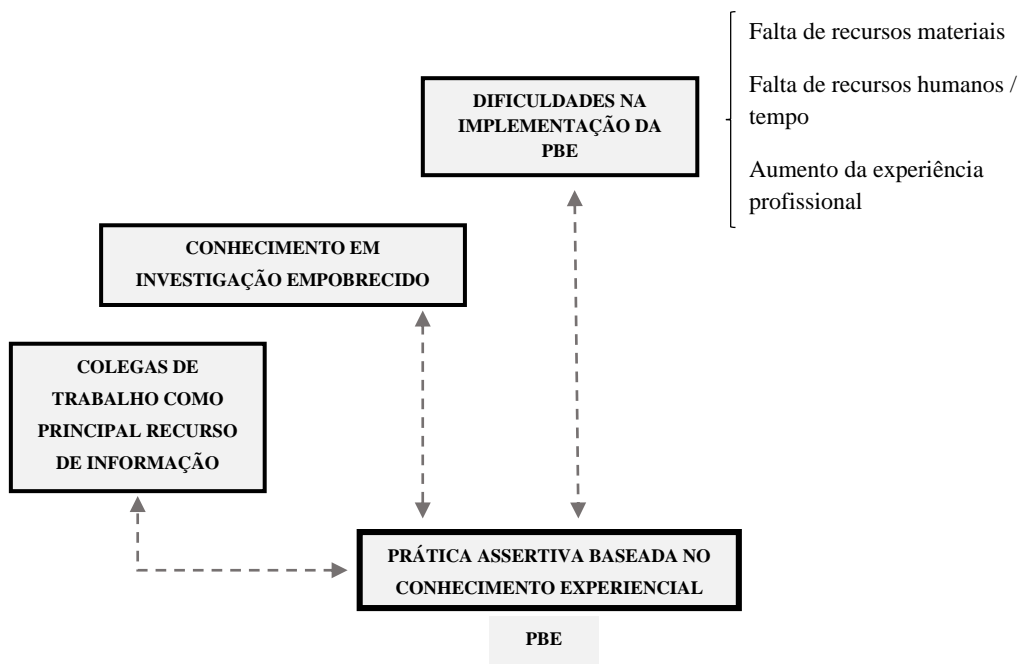 Falta de recursos materiais
Falta de recursos humanos /
tempo
Aumento da experiência
profissional
DIFICULDADES NA
IMPLEMENTAÇÃO DA
PBE
CONHECIMENTO EM
INVESTIGAÇÃO EMPOBRECIDO
COLEGAS DE
TRABALHO COMO
PRINCIPAL RECURSO
DE INFORMAÇÃO
PRÁTICA ASSERTIVA BASEADA NO
CONHECIMENTO EXPERIENCIAL
PBE